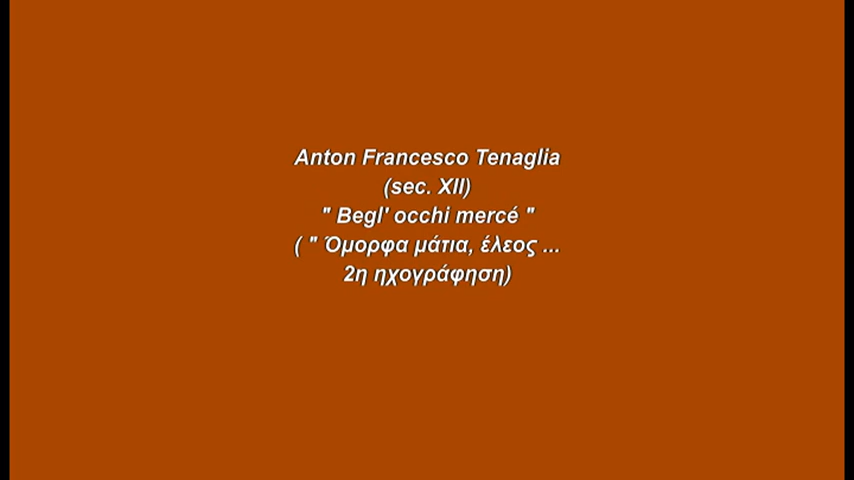 Anton Francesco Tenaglia
(sec. XII)
" Begl' occhi mercé "
( " Όμορφα μάτια, έλεος ...
2η ηχογράφηση)